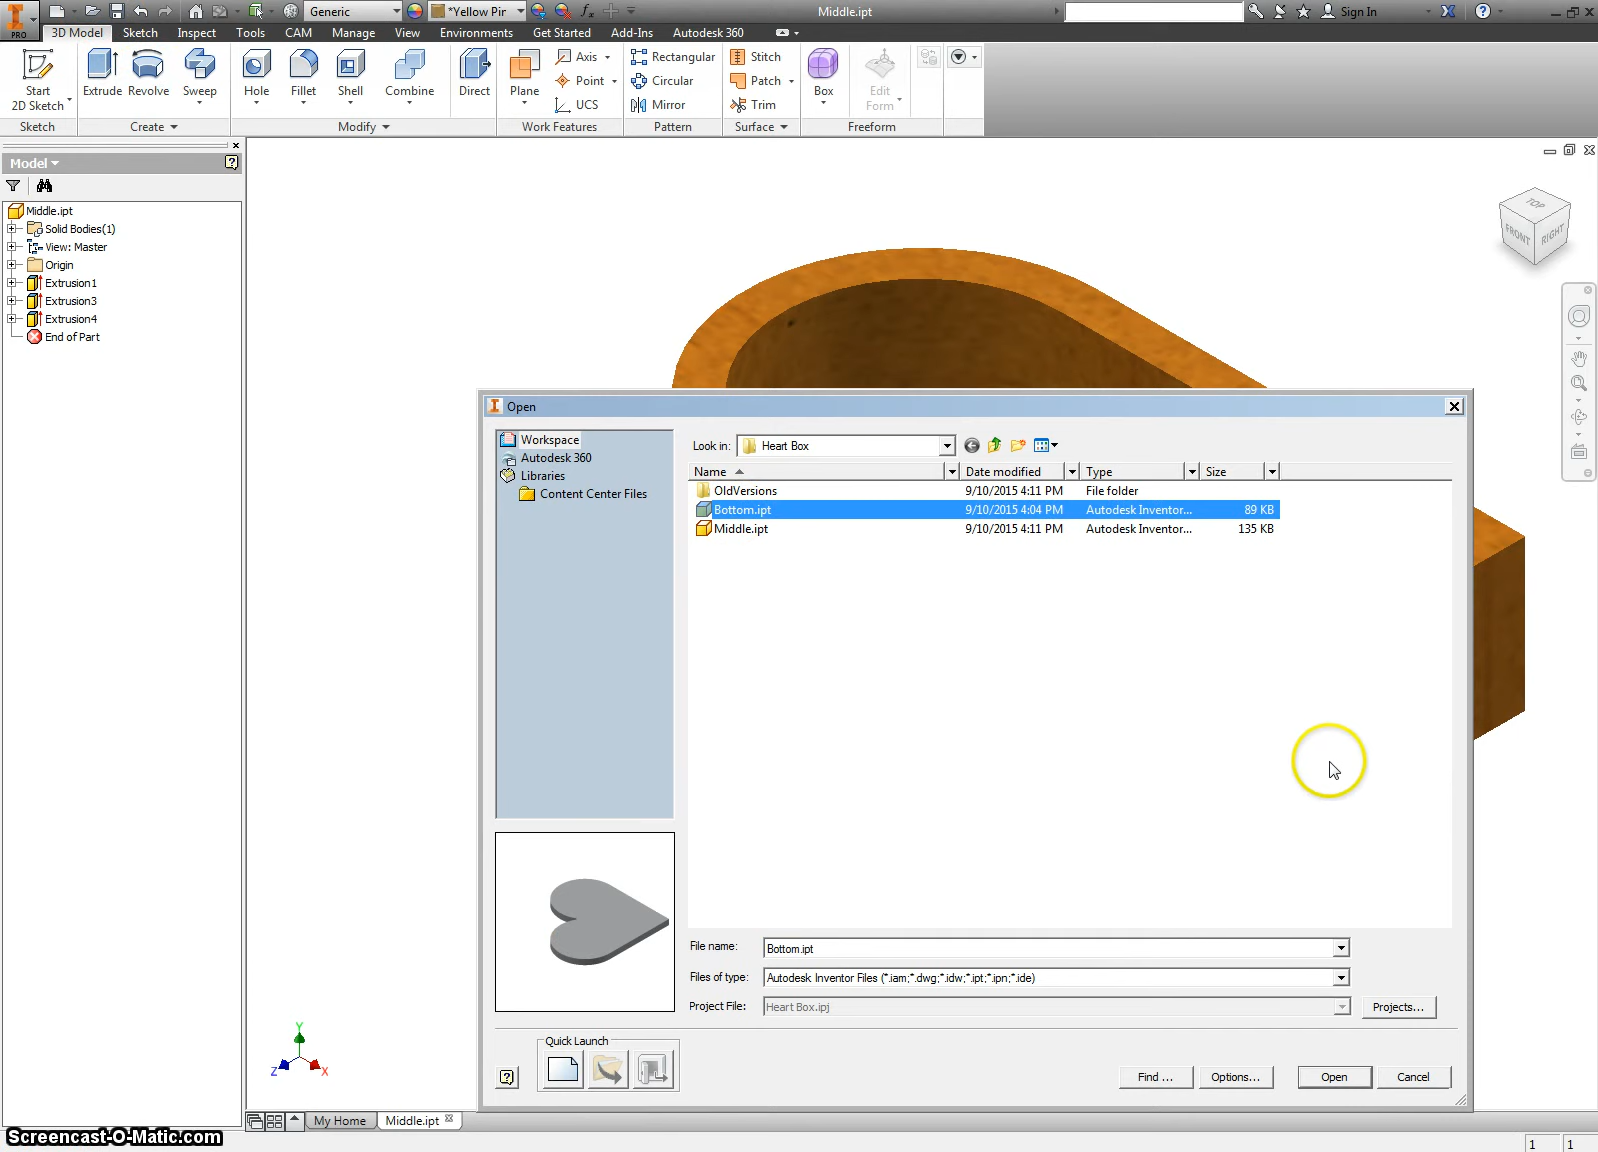 PRO
Generic
*Yellow Pir
fx
Middle.ipt
Sign In
3D Model
Sketch
Inspect
Tools
CAM
Manage
View
Environments
Get Started
Add-Ins
Autodesk 360
Start
2D Sketch
Extrude
Revolve
Sweep
Hole
Fillet
Shell
Combine
Direct
Plane
Axis
Point
UCS
Rectangular
Circular
Mirror
Stitch
Patch
Trim
Box
Edit
Form
Sketch
Create
Modify
Work Features
Pattern
Surface
Freeform
Model
Middle.ipt
Solid Bodies(1)
View: Master
Origin
Extrusion1
Extrusion3
Extrusion4
End of Part
TOP
FRONT
RIGHT
Open
Workspace
Autodesk 360
Libraries
Content Center Files
Look in:
Heart Box
Name
Date modified
Type
Size
OldVersions
9/10/2015 4:11 PM
File folder
Bottom.ipt
9/10/2015 4:04 PM
Autodesk Inventor...
89 KB
Middle.ipt
9/10/2015 4:11 PM
Autodesk Inventor...
135 KB
File name:
Bottom.ipt
Files of type:
Autodesk Inventor Files (*.iam;*.dwg;*.idw;*.ipt;*.ipn;*.ide)
Project File:
Heart Box.ipj
Projects...
Quick Launch
Find ...
Options...
Open
Cancel
Y
Z
X
My Home
Middle.ipt
Screencast-O-Matic.com
1
1